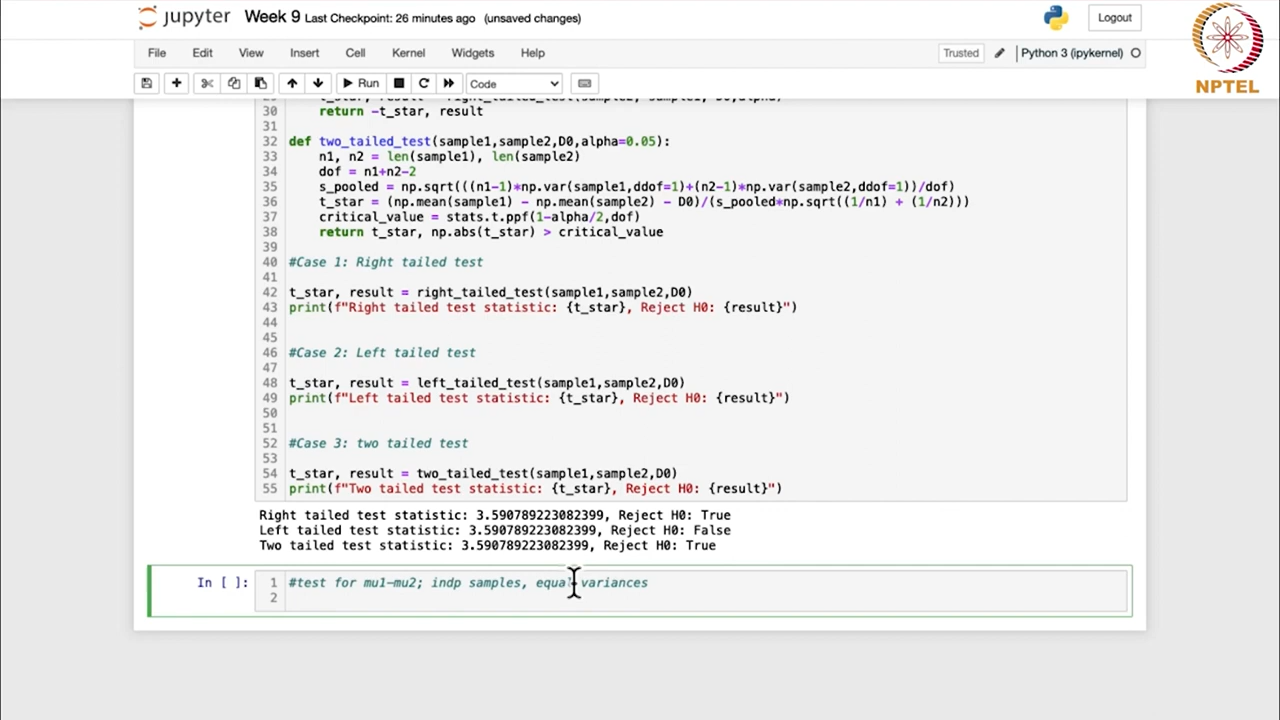 jupyter Week 9 Last Checkpoint: 26 minutes ago (unsaved changes)
Logout
NPTEL
File Edit View Insert Cell Kernel Widgets Help
Trusted Python 3 (ipykernel)
Run Code
30 return -t_star, result
31
32 def two_tailed_test(sample1,sample2,D0,alpha=0.05):
33 n1, n2 = len(sample1), len(sample2)
34 dof = n1+n2-2
35 s_pooled = np.sqrt(((n1-1)*np.var(sample1,ddof=1)+(n2-1)*np.var(sample2,ddof=1))/dof)
36 t_star = (np.mean(sample1) - np.mean(sample2) - D0)/(s_pooled*np.sqrt((1/n1) + (1/n2)))
37 critical_value = stats.t.ppf(1-alpha/2,dof)
38 return t_star, np.abs(t_star) > critical_value
39
40 #Case 1: Right tailed test
41
42 t_star, result = right_tailed_test(sample1,sample2,D0)
43 print(f"Right tailed test statistic: {t_star}, Reject H0: {result}")
44
45
46 #Case 2: Left tailed test
47
48 t_star, result = left_tailed_test(sample1,sample2,D0)
49 print(f"Left tailed test statistic: {t_star}, Reject H0: {result}")
50
51
52 #Case 3: two tailed test
53
54 t_star, result = two_tailed_test(sample1,sample2,D0)
55 print(f"Two tailed test statistic: {t_star}, Reject H0: {result}")
Right tailed test statistic: 3.590789223082399, Reject H0: True
Left tailed test statistic: 3.590789223082399, Reject H0: False
Two tailed test statistic: 3.590789223082399, Reject H0: True
In [ ]: 1 #test for mu1-mu2; indp samples, equal variances
2